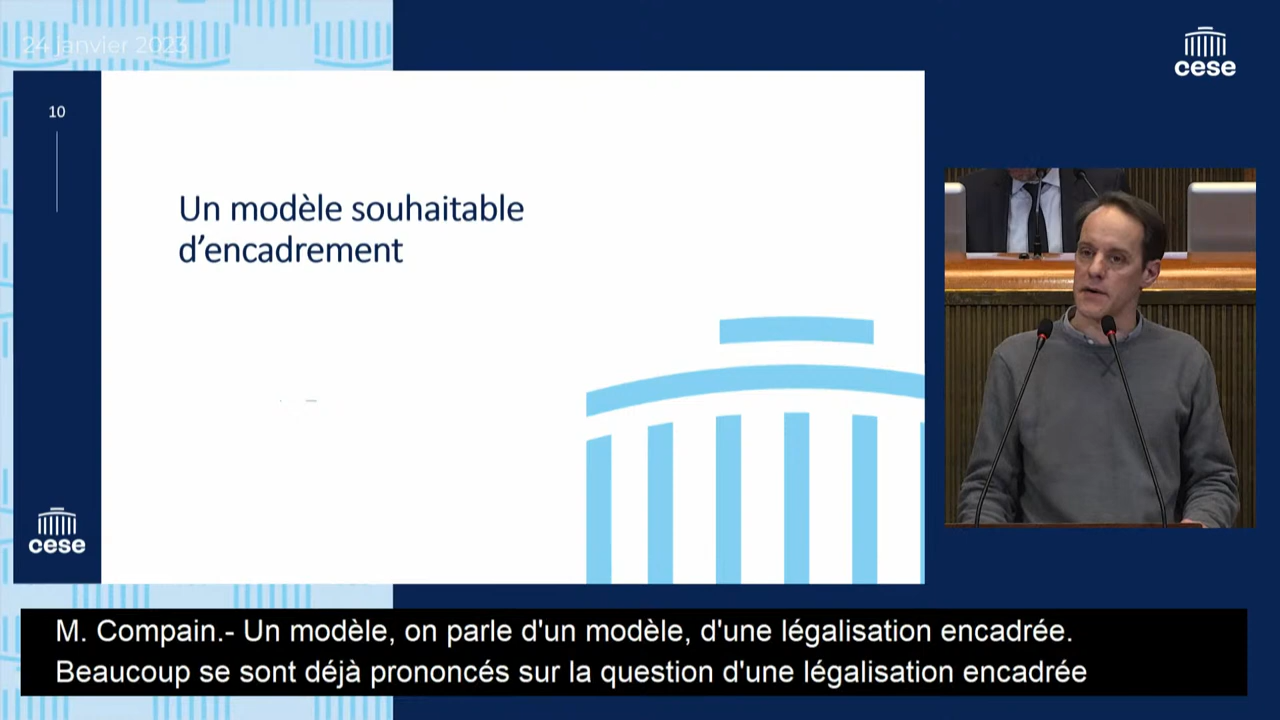 24 janvier 2023
cese
10
Un modèle souhaitable
d’encadrement
cese
M. Compain.- Un modèle, on parle d'un modèle, d'une légalisation encadrée.
Beaucoup se sont déjà prononcés sur la question d'une légalisation encadrée